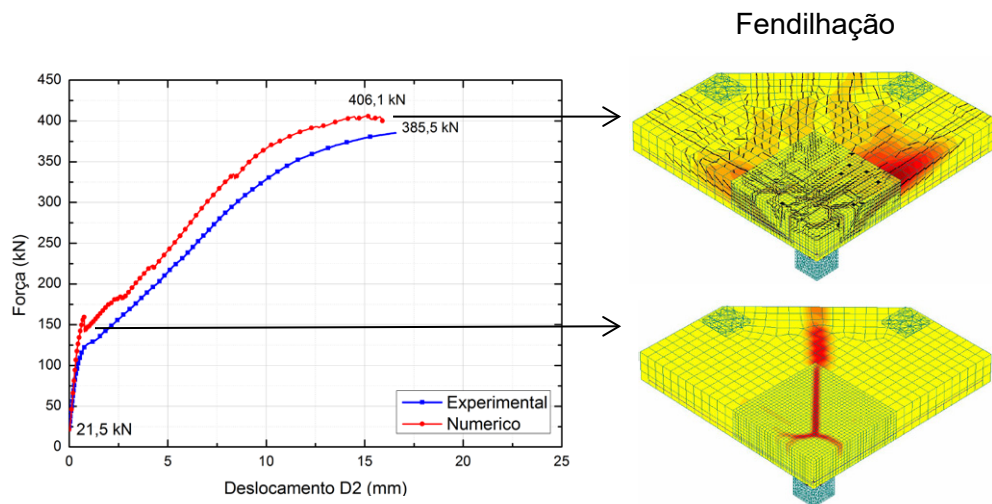 Fendilhação
450
400
350
300
250
200
150
100
50
0
Força (kN)
406,1 kN
385,5 kN
21,5 kN
Experimental
Numerico
0
5
10
15
20
25
Deslocamento D2 (mm)